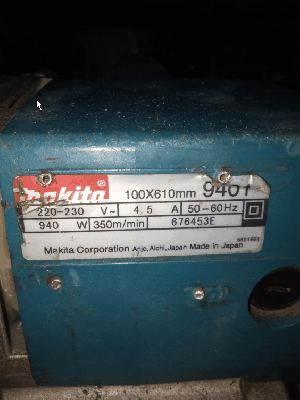 makita® 100X610mm 9401
220-230 V~ 4.5 A 50-60Hz
940 W 350m/min 676453E
Makita Corporation Anjo, Aichi, Japan Made in Japan